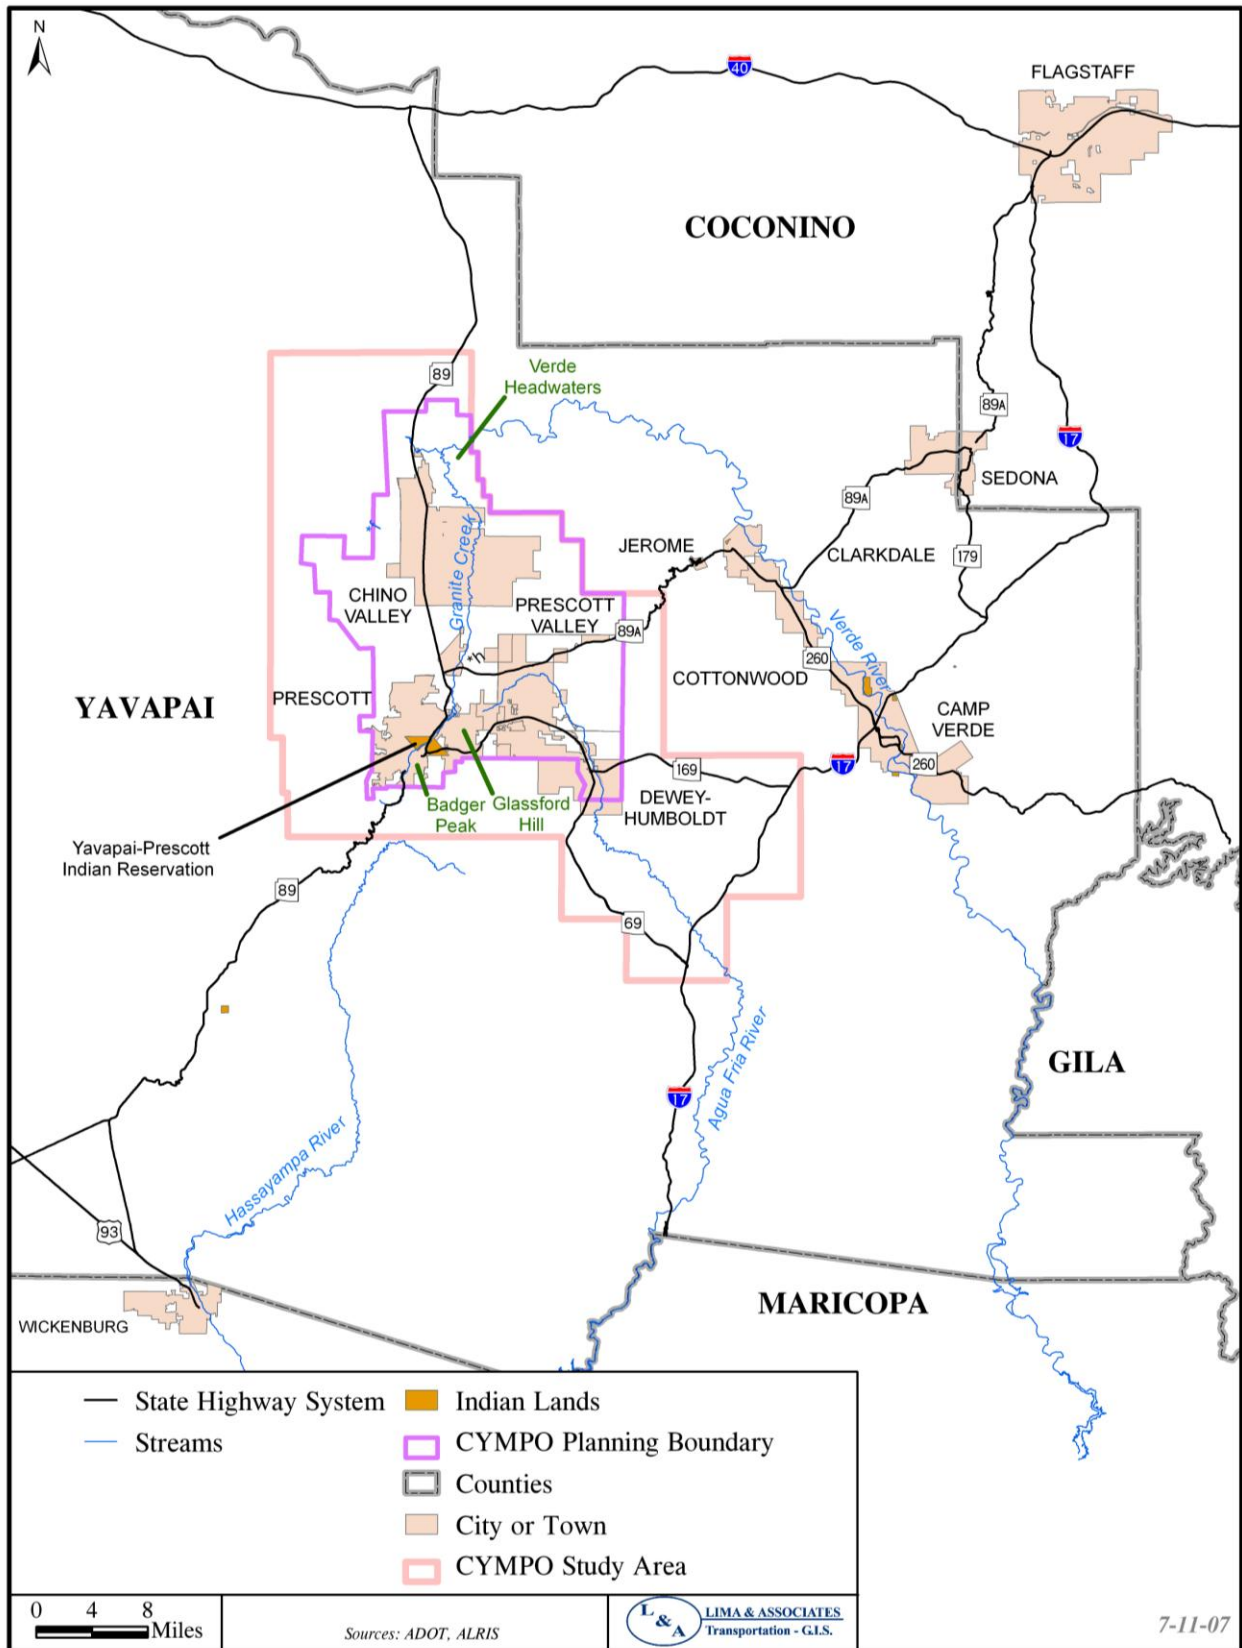 N
40
FLAGSTAFF
COCONINO
89
Verde
Headwaters
89A
17
SEDONA
89A
JEROME
CLARKDALE
179
Granite Creek
CHINO
VALLEY
PRESCOTT
VALLEY
89A
Verde River
260
COTTONWOOD
PRESCOTT
YAVAPAI
CAMP
VERDE
17
260
169
DEWEY-
HUMBOLDT
Badger
Peak
Glassford
Hill
Yavapai-Prescott
Indian Reservation
89
69
Agua Fria River
GILA
17
Hassayampa River
93
MARICOPA
WICKENBURG
State Highway System
Streams
Indian Lands
CYMPO Planning Boundary
Counties
City or Town
CYMPO Study Area
0 4 8
Miles
Sources: ADOT, ALRIS
L & A
LIMA & ASSOCIATES
Transportation - G.I.S.
7-11-07